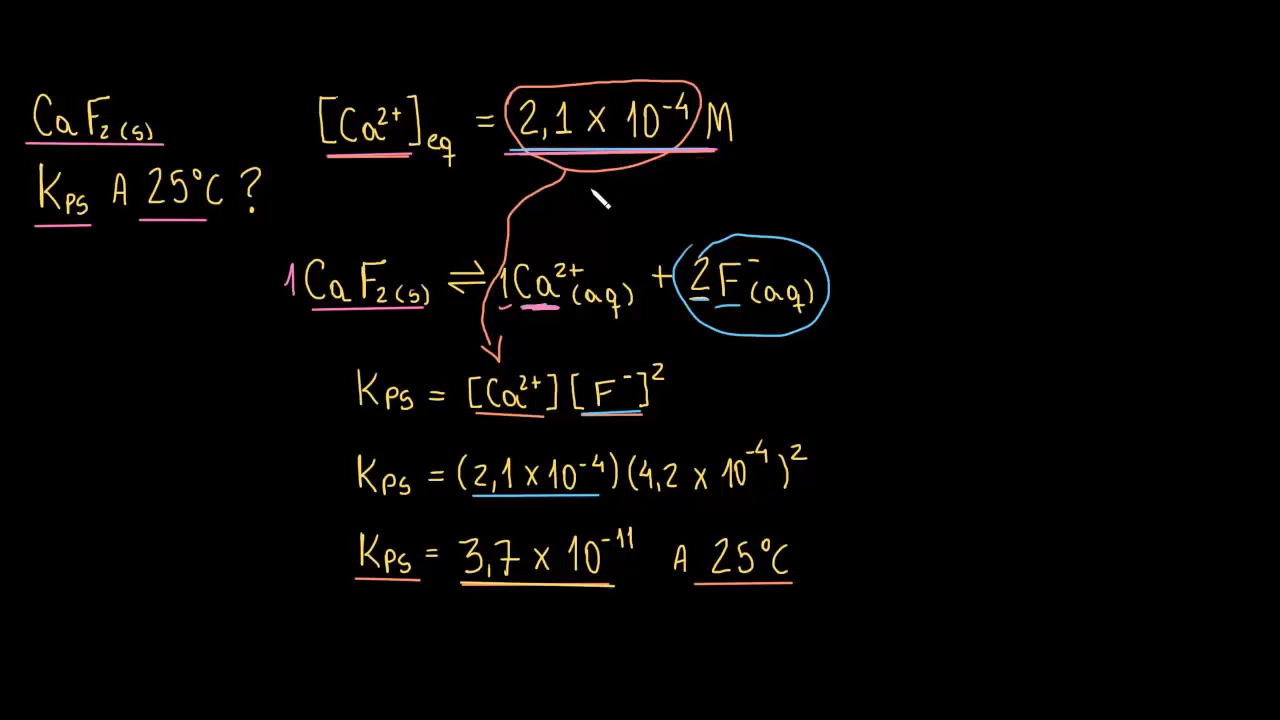 CaF₂(s)
[Ca²⁺]eq = 2,1 × 10⁻⁴ M
KPS A 25°C ?
1CaF₂(s) ⇌ 1Ca²⁺(aq) + 2F⁻(aq)
KPS = [Ca²⁺][F⁻]²
KPS = (2,1 × 10⁻⁴)(4,2 × 10⁻⁴)²
KPS = 3,7 × 10⁻¹¹ A 25°C